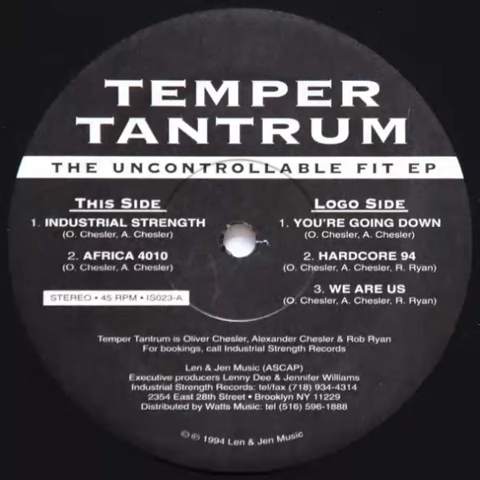 TEMPER
TANTRUM
THE UNCONTROLLABLE FIT EP
THIS SIDE
1. INDUSTRIAL STRENGTH
(O. Chesler, A. Chesler)
2. AFRICA 4010
(O. Chesler, A. Chesler)
STEREO • 45 RPM • IS023-A
LOGO SIDE
1. YOU'RE GOING DOWN
(O. Chesler, A. Chesler)
2. HARDCORE 94
(O. Chesler, A. Chesler, R. Ryan)
3. WE ARE US
(O. Chesler, A. Chesler, R. Ryan)
Temper Tantrum is Oliver Chesler, Alexander Chesler & Rob Ryan
For bookings, call Industrial Strength Records
Len & Jen Music (ASCAP)
Executive producers Lenny Dee & Jennifer Williams
Industrial Strength Records: tel/fax (718) 934-4314
2354 East 28th Street • Brooklyn NY 11229
Distributed by Watts Music: tel (516) 596-1888
©℗ 1994 Len & Jen Music